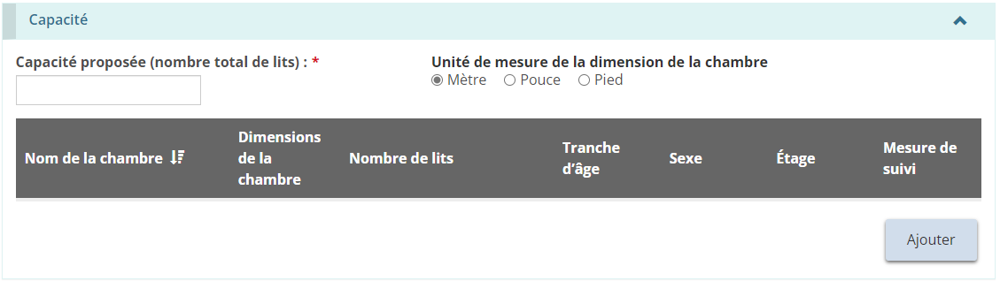 Capacité
Capacité proposée (nombre total de lits) : *
Unité de mesure de la dimension de la chambre
Mètre Pouce Pied
Nom de la chambre
Dimensions
de la
chambre
Nombre de lits
Tranche
d’âge
Sexe
Étage
Mesure de
suivi
Ajouter